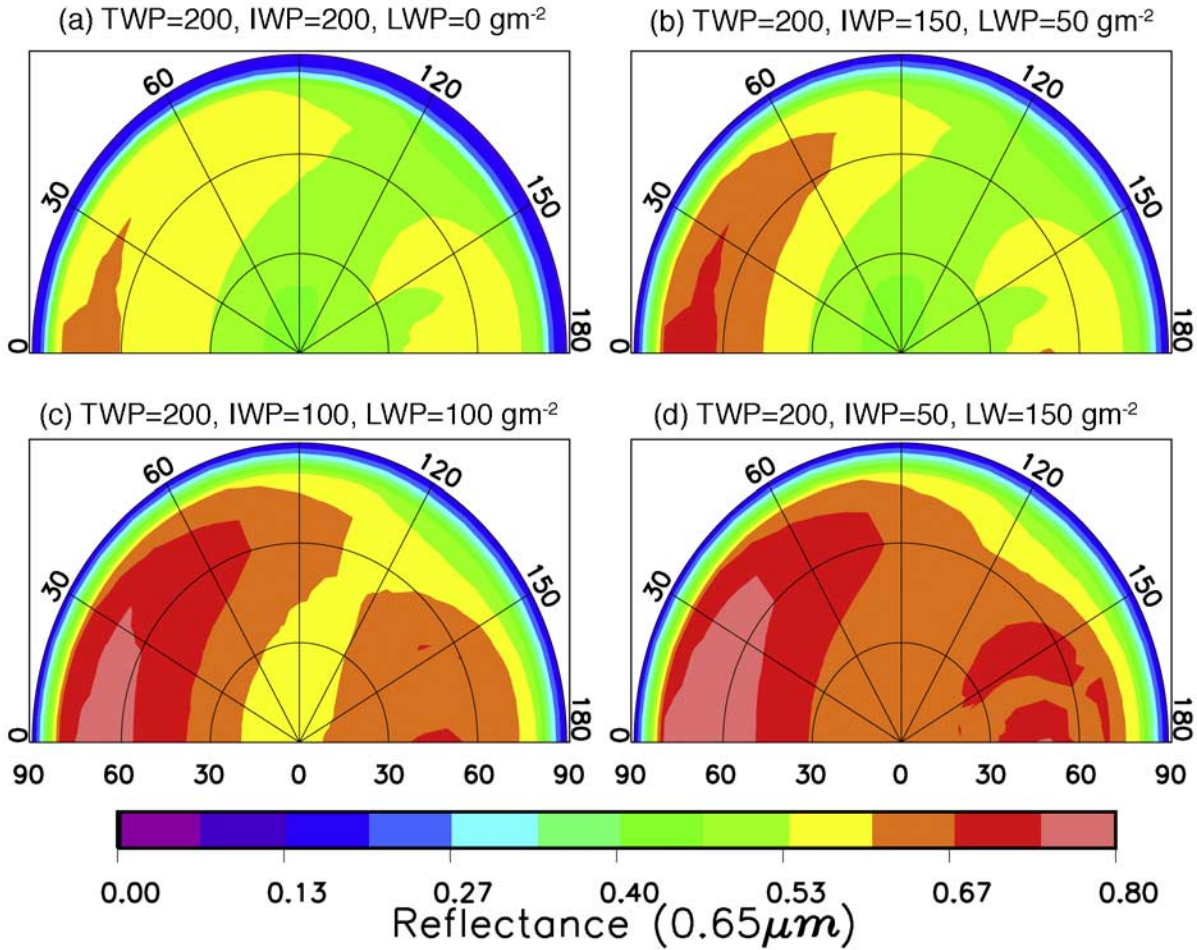 (a) TWP=200, IWP=200, LWP=0 gm-2
(b) TWP=200, IWP=150, LWP=50 gm-2
60 120
60 120
30 150
30 150
0 180
0 180
(c) TWP=200, IWP=100, LWP=100 gm-2
(d) TWP=200, IWP=50, LW=150 gm-2
60 120
60 120
30 150
30 150
0 180
0 180
90 60 30 0 30 60 90
90 60 30 0 30 60 90
0.00 0.13 0.27 0.40 0.53 0.67 0.80
Reflectance (0.65μm)